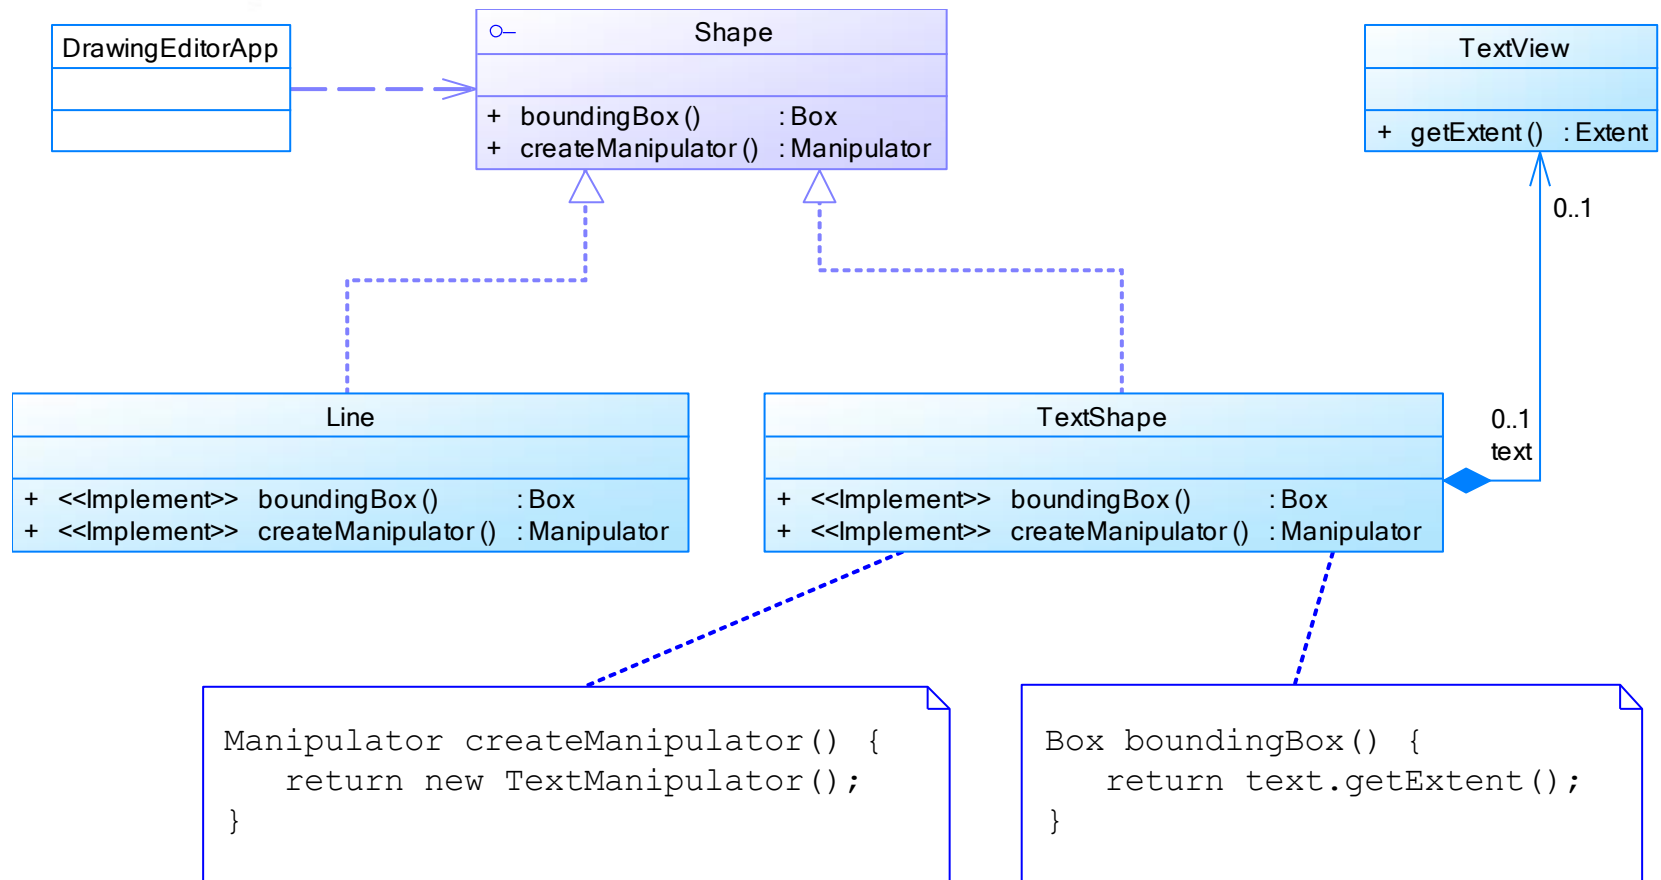 DrawingEditorApp
Shape
+ boundingBox () : Box
+ createManipulator () : Manipulator
TextView
+ getExtent () : Extent
0..1
Line
+ <<Implement>> boundingBox () : Box
+ <<Implement>> createManipulator () : Manipulator
TextShape
+ <<Implement>> boundingBox () : Box
+ <<Implement>> createManipulator () : Manipulator
0..1
text
Manipulator createManipulator() {
return new TextManipulator();
}
Box boundingBox() {
return text.getExtent();
}